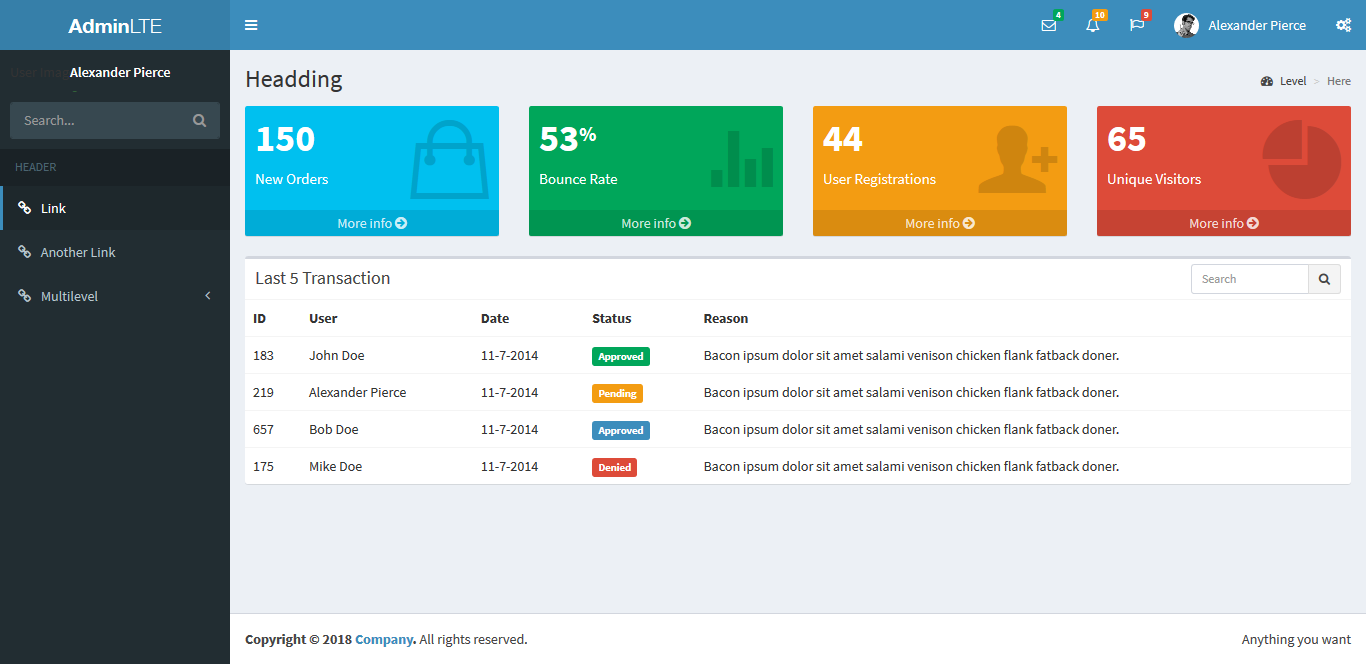 AdminLTE
4 10 9 Alexander Pierce
User Image Alexander Pierce
Search...
HEADER
Link
Another Link
Multilevel
Headding
Level > Here
150
New Orders
More info
53%
Bounce Rate
More info
44
User Registrations
More info
65
Unique Visitors
More info
Last 5 Transaction
Search
ID User Date Status Reason
183 John Doe 11-7-2014 Approved Bacon ipsum dolor sit amet salami venison chicken flank fatback doner.
219 Alexander Pierce 11-7-2014 Pending Bacon ipsum dolor sit amet salami venison chicken flank fatback doner.
657 Bob Doe 11-7-2014 Approved Bacon ipsum dolor sit amet salami venison chicken flank fatback doner.
175 Mike Doe 11-7-2014 Denied Bacon ipsum dolor sit amet salami venison chicken flank fatback doner.
Copyright © 2018 Company. All rights reserved.
Anything you want